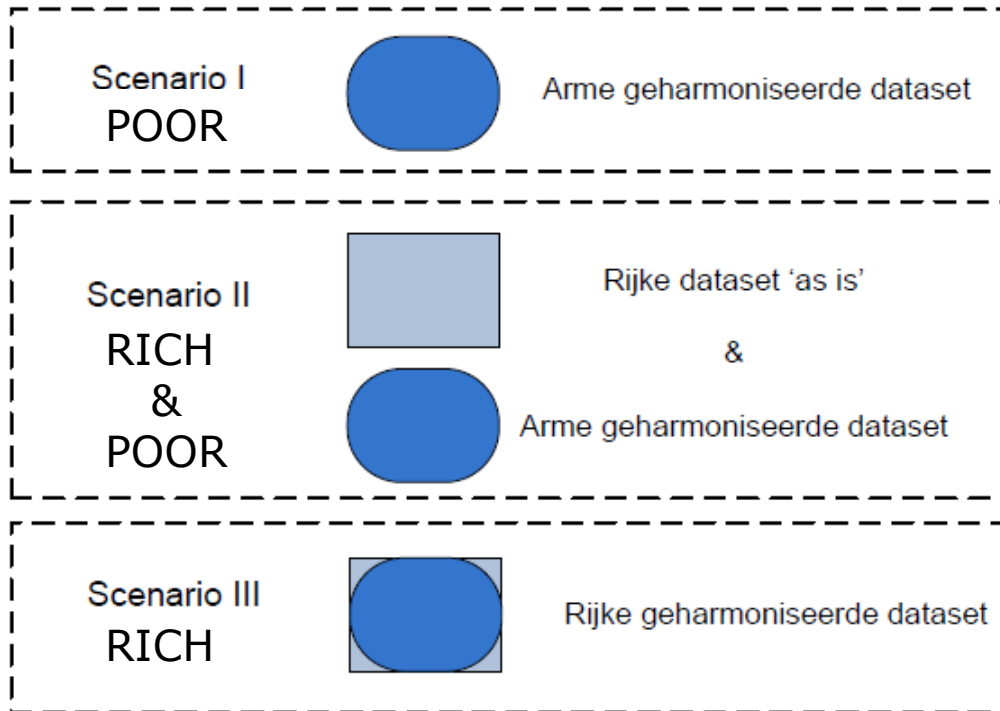 Scenario I
POOR
Arme geharmoniseerde dataset
Scenario II
RICH
&
POOR
Rijke dataset ‘as is’
&
Arme geharmoniseerde dataset
Scenario III
RICH
Rijke geharmoniseerde dataset